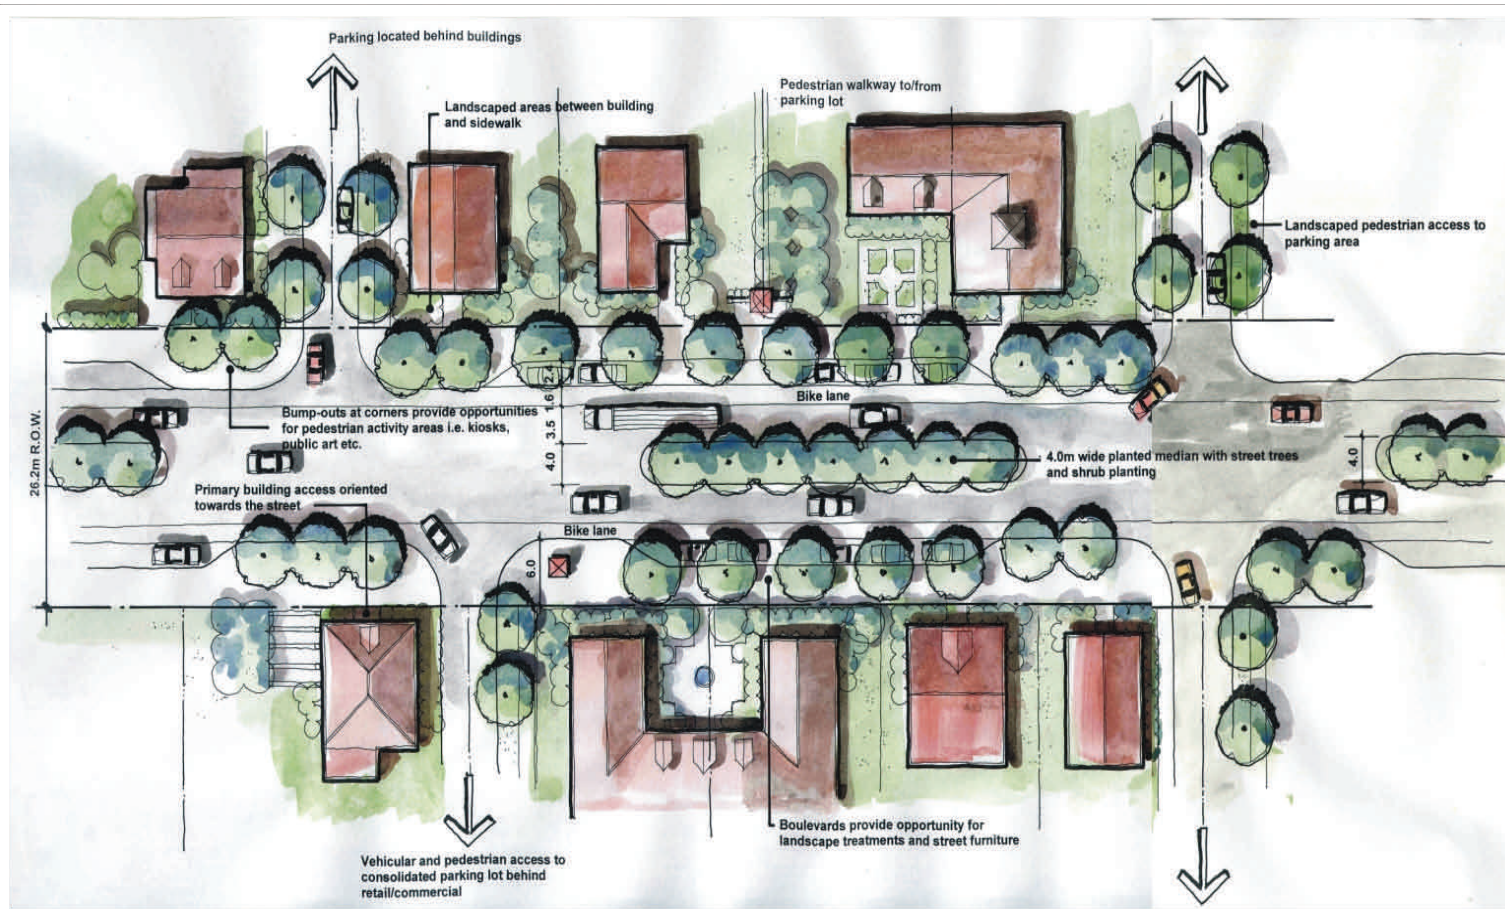 Parking located behind buildings
Landscaped areas between building
and sidewalk
Pedestrian walkway to/from
parking lot
Landscaped pedestrian access to
parking area
26.2m R.O.W.
Bump-outs at corners provide opportunities
for pedestrian activity areas i.e. kiosks,
public art etc.
2.4
1.6
3.5
4.0
Bike lane
4.0m wide planted median with street trees
and shrub planting
4.0
Primary building access oriented
towards the street
Bike lane
6.0
Boulevards provide opportunity for
landscape treatments and street furniture
Vehicular and pedestrian access to
consolidated parking lot behind
retail/commercial